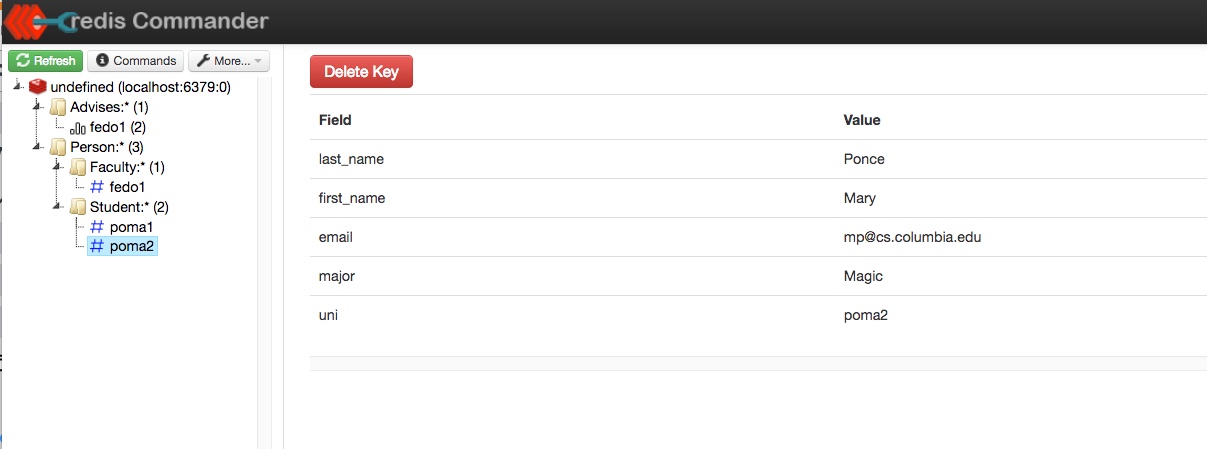 redis Commander
Refresh Commands More...
undefined (localhost:6379:0)
Advises:* (1)
fedo1 (2)
Person:* (3)
Faculty:* (1)
fedo1
Student:* (2)
poma1
poma2
Delete Key
Field Value
last_name Ponce
first_name Mary
email mp@cs.columbia.edu
major Magic
uni poma2